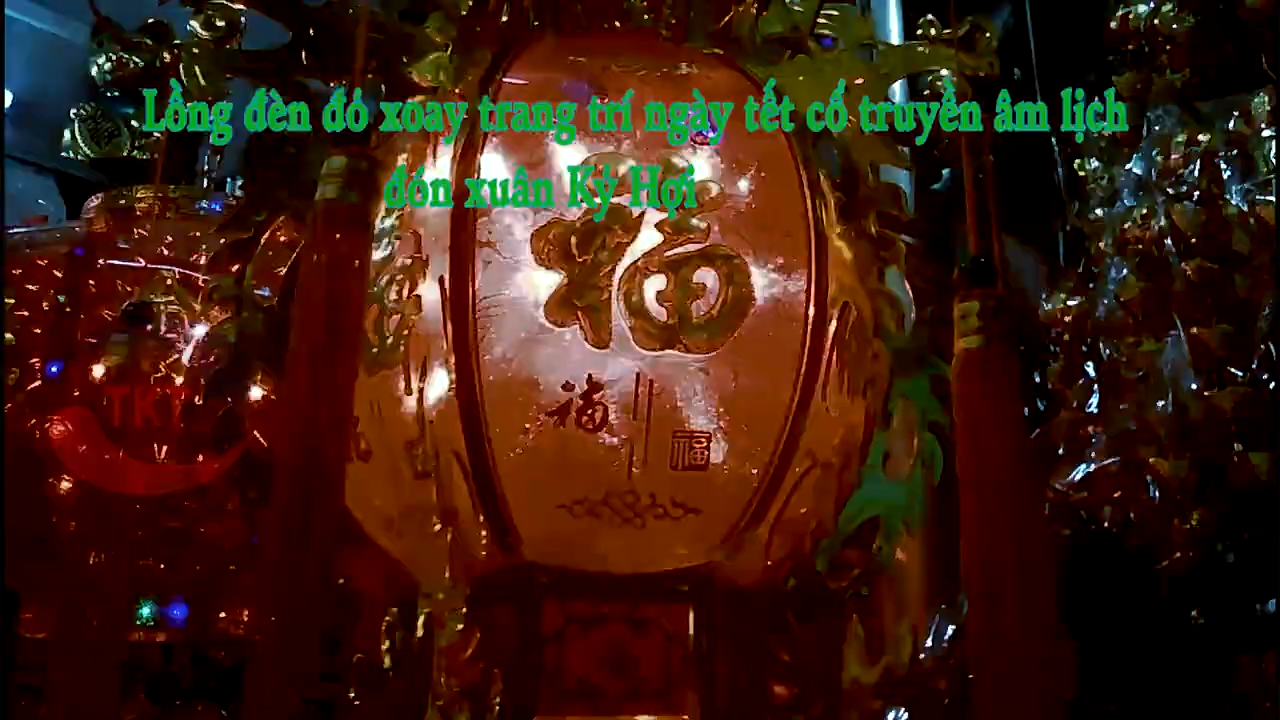 Lồng đèn đỏ xoay trang trí ngày tết cổ truyền âm lịch
đón xuân Kỷ Hợi
福
福
福
TKT